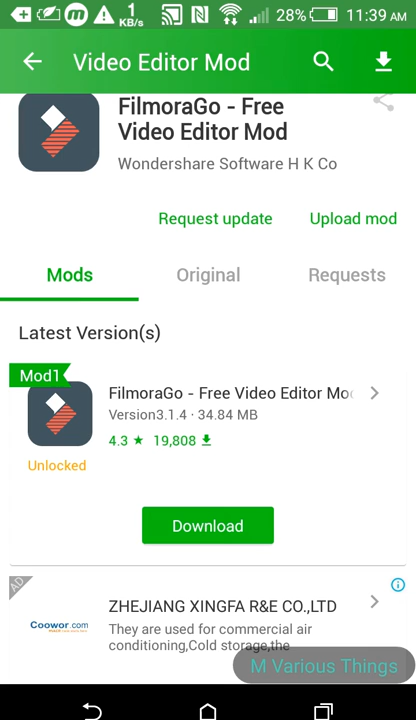 1
KB/s
N
28%
11:39 AM
Video Editor Mod
FilmoraGo - Free
Video Editor Mod
Wondershare Software H K Co
Request update
Upload mod
Mods
Original
Requests
Latest Version(s)
Mod1
FilmoraGo - Free Video Editor Mo
Version3.1.4 · 34.84 MB
4.3 ★ 19,808
Unlocked
Download
AD
ZHEJIANG XINGFA R&E CO.,LTD
They are used for commercial air
conditioning,Cold storage,the
Coowor.com
M Various Things